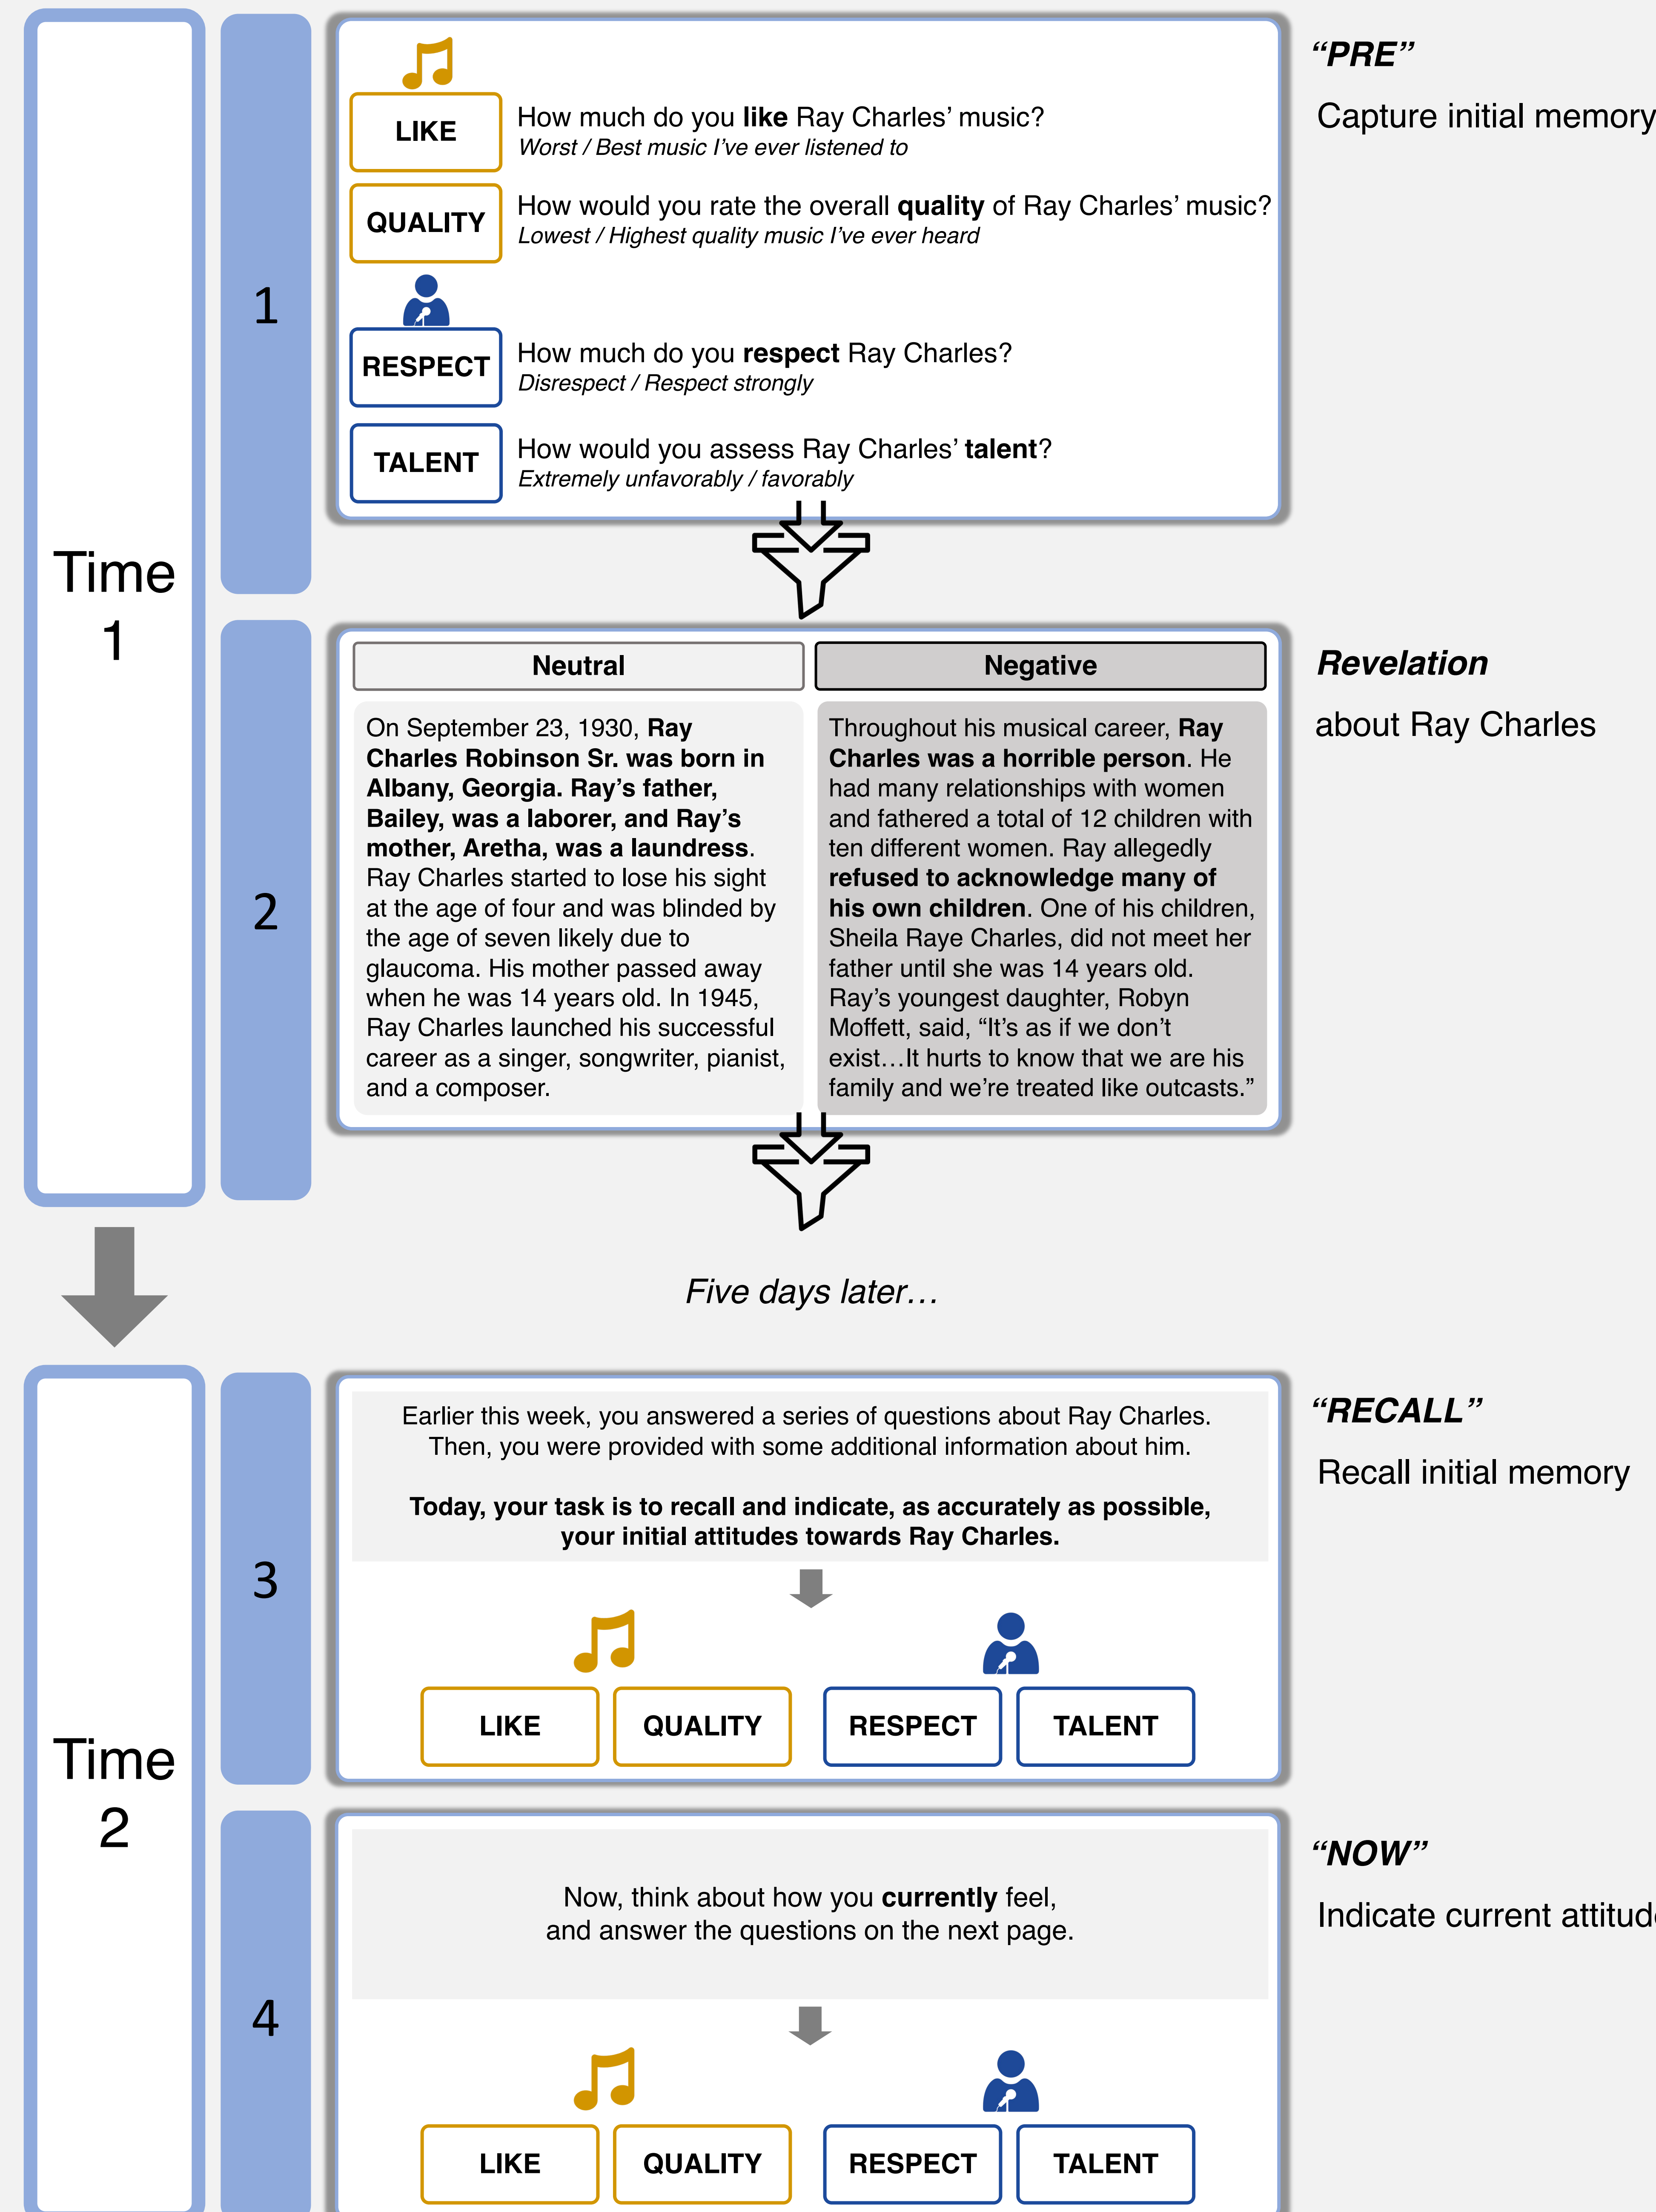 Time
1
1
LIKE
How much do you like Ray Charles’ music?
Worst / Best music I’ve ever listened to
QUALITY
How would you rate the overall quality of Ray Charles’ music?
Lowest / Highest quality music I’ve ever heard
RESPECT
How much do you respect Ray Charles?
Disrespect / Respect strongly
TALENT
How would you assess Ray Charles’ talent?
Extremely unfavorably / favorably
“PRE”
Capture initial memory
2
Neutral
On September 23, 1930, Ray
Charles Robinson Sr. was born in
Albany, Georgia. Ray’s father,
Bailey, was a laborer, and Ray’s
mother, Aretha, was a laundress.
Ray Charles started to lose his sight
at the age of four and was blinded by
the age of seven likely due to
glaucoma. His mother passed away
when he was 14 years old. In 1945,
Ray Charles launched his successful
career as a singer, songwriter, pianist,
and a composer.
Negative
Throughout his musical career, Ray
Charles was a horrible person. He
had many relationships with women
and fathered a total of 12 children with
ten different women. Ray allegedly
refused to acknowledge many of
his own children. One of his children,
Sheila Raye Charles, did not meet her
father until she was 14 years old.
Ray’s youngest daughter, Robyn
Moffett, said, “It’s as if we don’t
exist…It hurts to know that we are his
family and we’re treated like outcasts.”
Revelation
about Ray Charles
Five days later…
Time
2
3
Earlier this week, you answered a series of questions about Ray Charles.
Then, you were provided with some additional information about him.
Today, your task is to recall and indicate, as accurately as possible,
your initial attitudes towards Ray Charles.
LIKE
QUALITY
RESPECT
TALENT
“RECALL”
Recall initial memory
4
Now, think about how you currently feel,
and answer the questions on the next page.
LIKE
QUALITY
RESPECT
TALENT
“NOW”
Indicate current